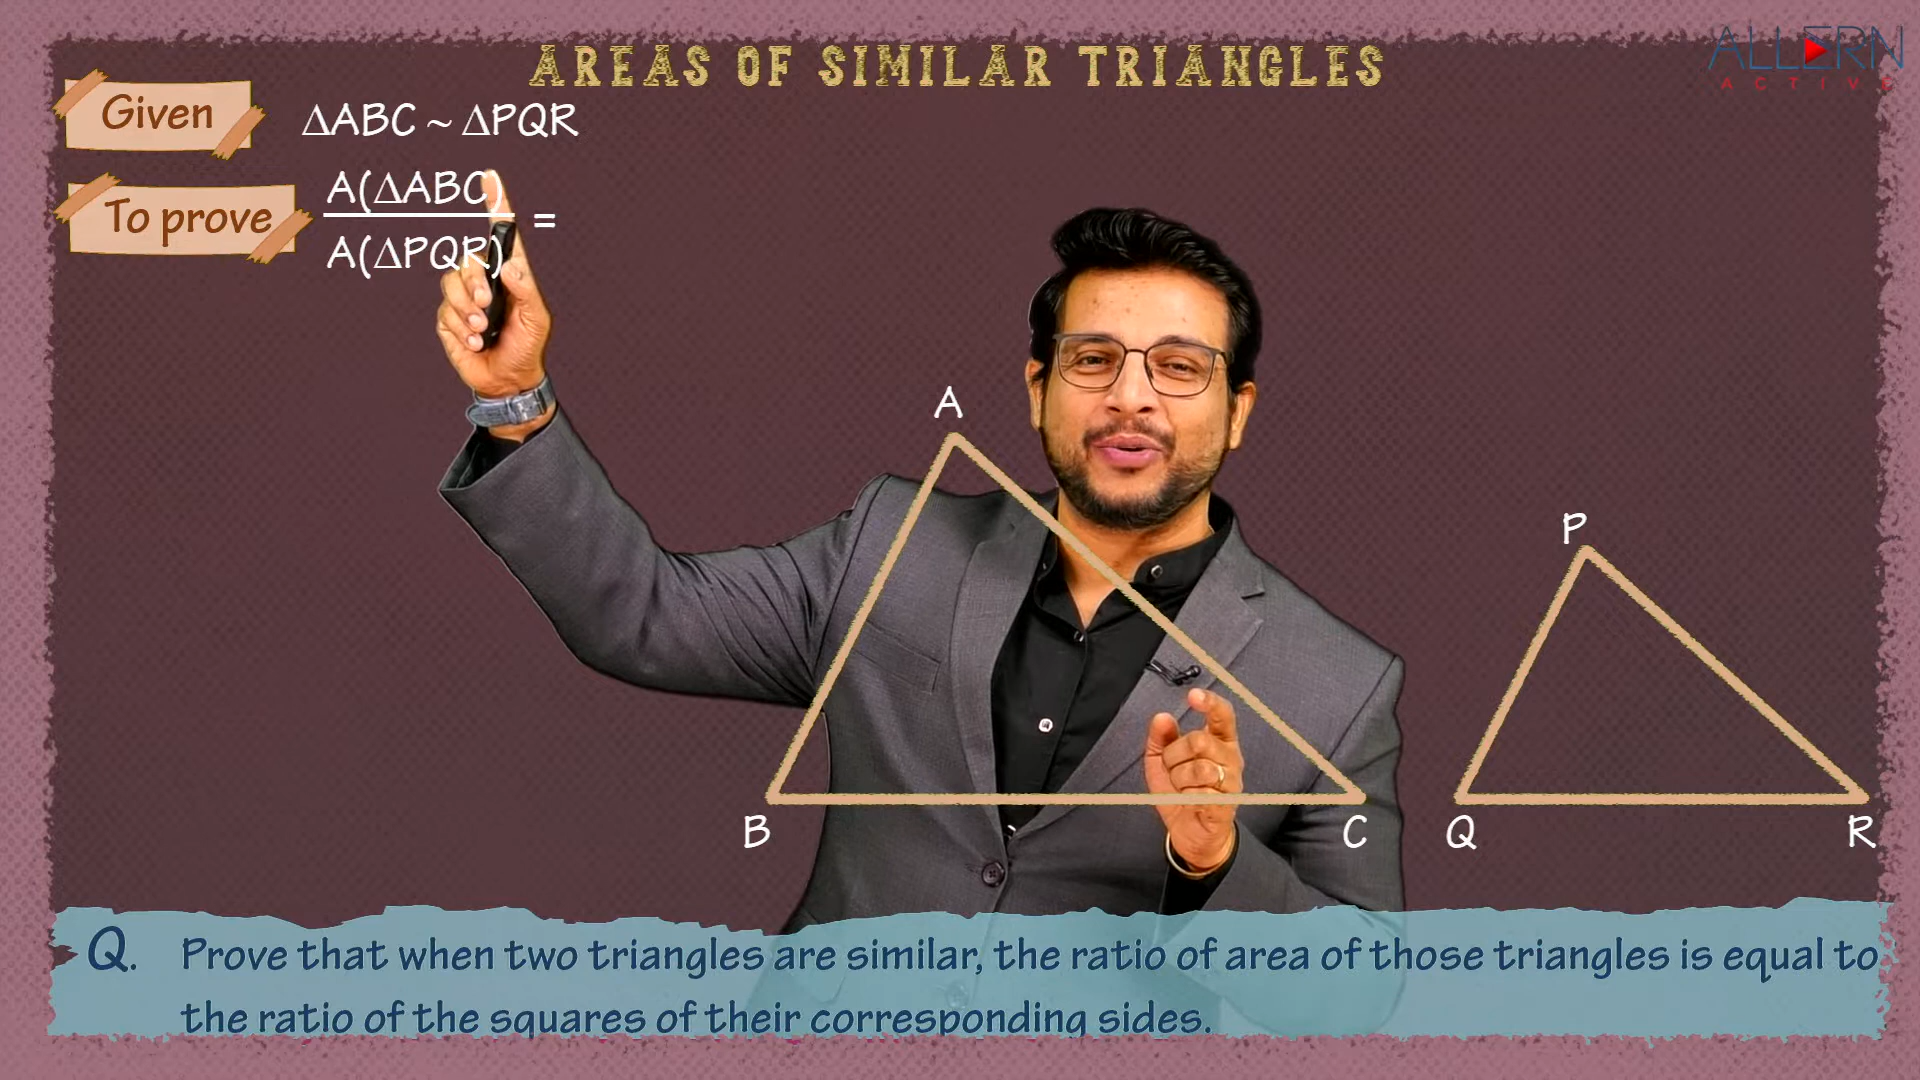 AREAS OF SIMILAR TRIANGLES
ALLERN
ACTIVE
Given ΔABC ~ ΔPQR
To prove A(ΔABC)
A(ΔPQR) =
A
P
B
C
Q
R
Q. Prove that when two triangles are similar, the ratio of area of those triangles is equal to
the ratio of the squares of their corresponding sides.